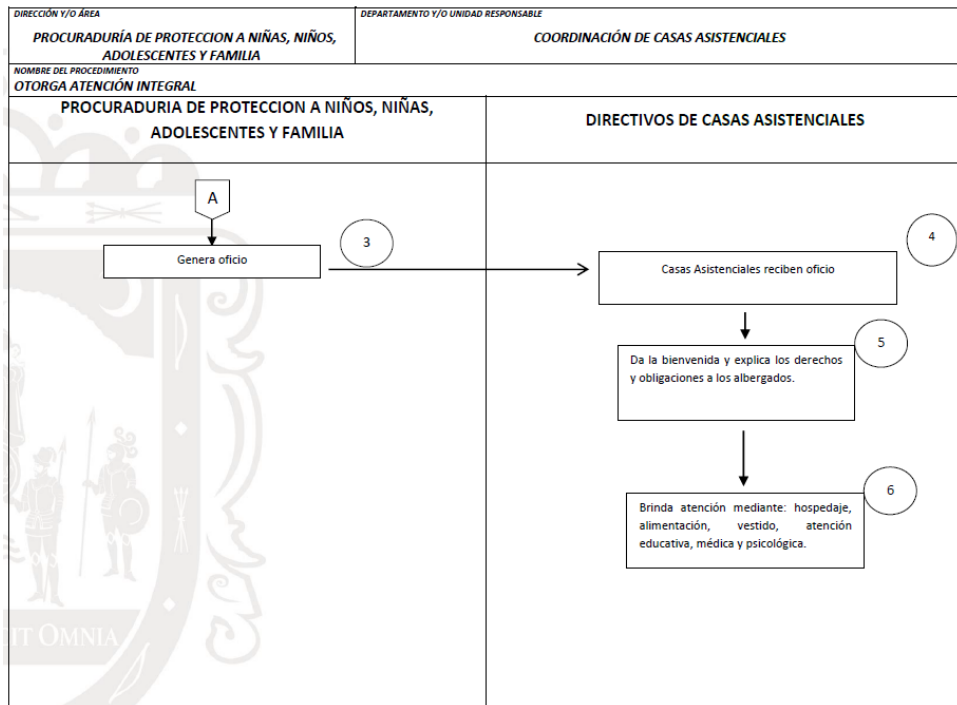 DIRECCIÓN Y/O ÁREA
PROCURADURÍA DE PROTECCION A NIÑAS, NIÑOS,
ADOLESCENTES Y FAMILIA
DEPARTAMENTO Y/O UNIDAD RESPONSABLE
COORDINACIÓN DE CASAS ASISTENCIALES
NOMBRE DEL PROCEDIMIENTO
OTORGA ATENCIÓN INTEGRAL
PROCURADURIA DE PROTECCION A NIÑOS, NIÑAS,
ADOLESCENTES Y FAMILIA
DIRECTIVOS DE CASAS ASISTENCIALES
A
Genera oficio
3
4
Casas Asistenciales reciben oficio
5
Da la bienvenida y explica los derechos
y obligaciones a los albergados.
6
Brinda atención mediante: hospedaje,
alimentación, vestido, atención
educativa, médica y psicológica.
IT OMNIA